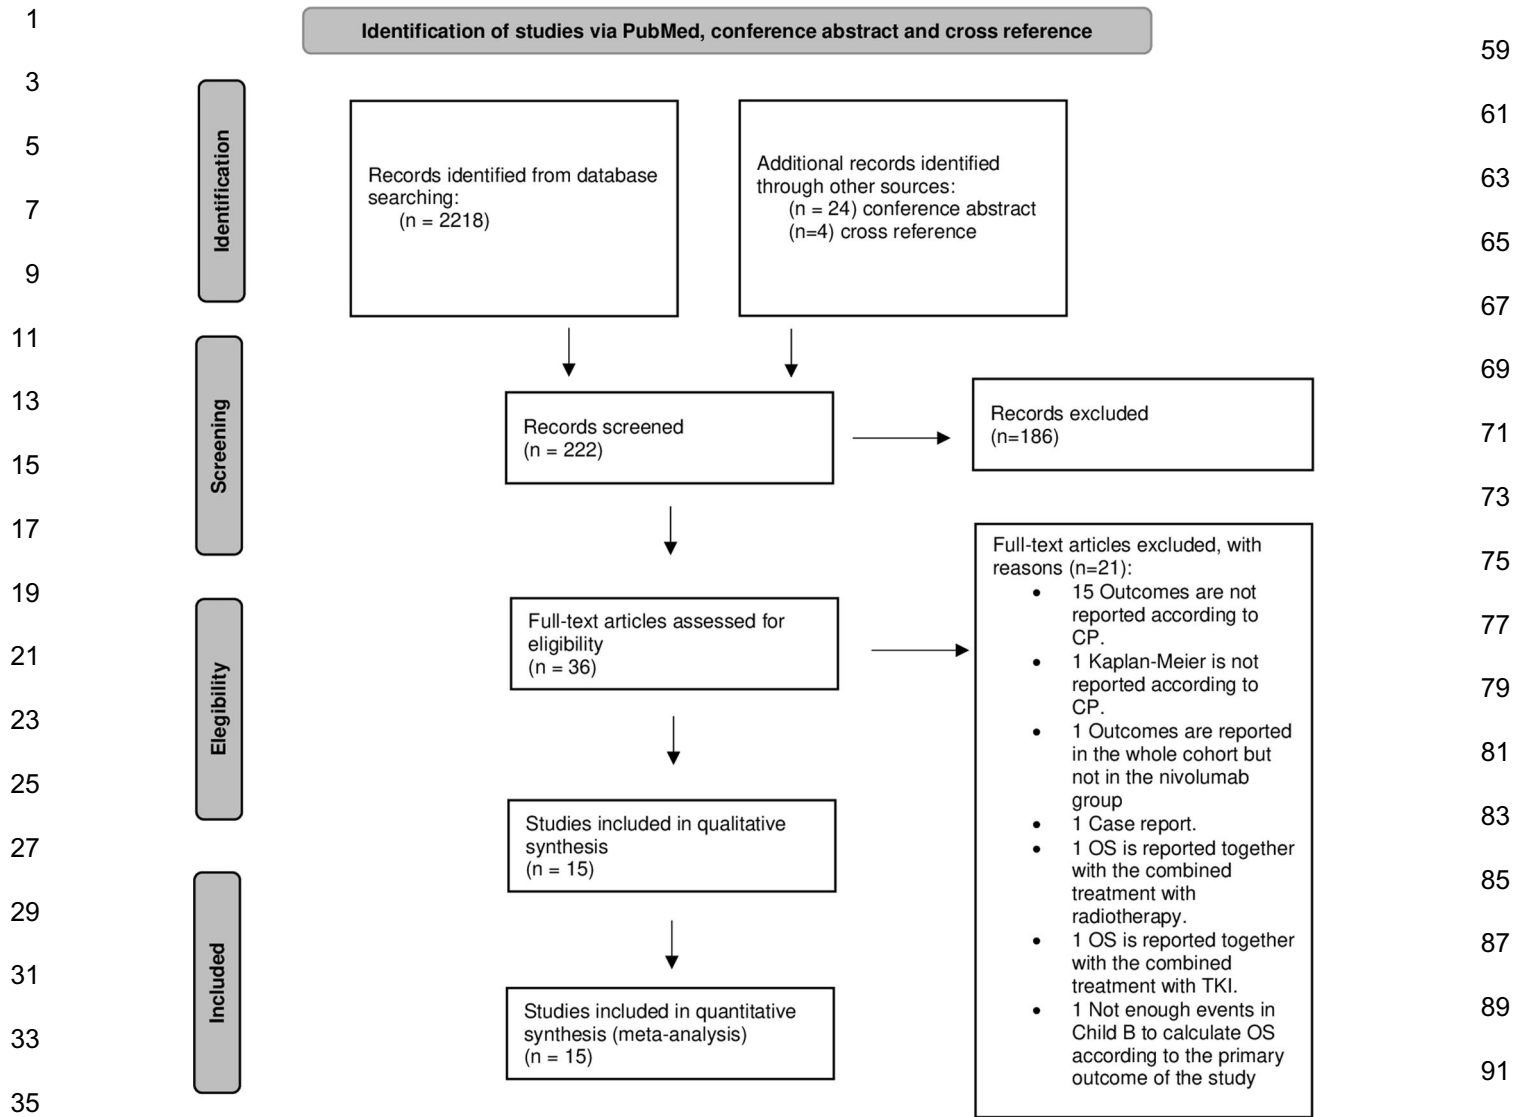 Identification of studies via PubMed, conference abstract and cross reference
1
3
5
7
9
11
13
15
17
19
21
23
25
27
29
31
33
35
59
61
63
65
67
69
71
73
75
77
79
81
83
85
87
89
91
Identification
Records identified from database
searching:
(n = 2218)
Additional records identified
through other sources:
(n = 24) conference abstract
(n=4) cross reference
Screening
Records screened
(n = 222)
Records excluded
(n=186)
Elegibility
Full-text articles assessed for
eligibility
(n = 36)
Full-text articles excluded, with
reasons (n=21):
• 15 Outcomes are not
reported according to
CP.
• 1 Kaplan-Meier is not
reported according to
CP.
• 1 Outcomes are reported
in the whole cohort but
not in the nivolumab
group
• 1 Case report.
• 1 OS is reported together
with the combined
treatment with
radiotherapy.
• 1 OS is reported together
with the combined
treatment with TKI.
• 1 Not enough events in
Child B to calculate OS
according to the primary
outcome of the study
Studies included in qualitative
synthesis
(n = 15)
Included
Studies included in quantitative
synthesis (meta-analysis)
(n = 15)